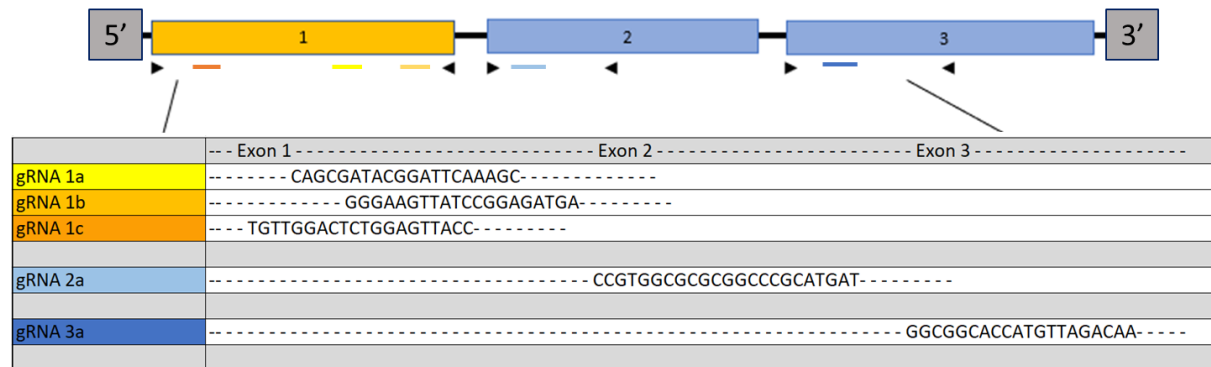 5’ 1 2 3 3’
--- Exon 1 - - - - - - - - - - - - - - - - - - - - - - - - - - - - Exon 2 - - - - - - - - - - - - - - - - - - - - - - - - Exon 3 - - - - - - - - - - - - - - - - - - - -
gRNA 1a -- - - - - - - CAGCGATACGGATTCAAAGC- - - - - - - - - - - - -
gRNA 1b -- - - - - - - - - - - GGGAAGTTATCCGGAGATGA- - - - - - - - -
gRNA 1c -- - - TGTTGGACTCTGGAGTTACC- - - - - - - - -
gRNA 2a -- - - - - - - - - - - - - - - - - - - - - - - - - - - - - - - - - - - CCGTGGCGCGCGGCCCGCATGAT- - - - - - - - -
gRNA 3a -- - - - - - - - - - - - - - - - - - - - - - - - - - - - - - - - - - - - - - - - - - - - - - - - - - - - - - - - - - - - - - - - - GGCGGCACCATGTTAGACAA- - - - -